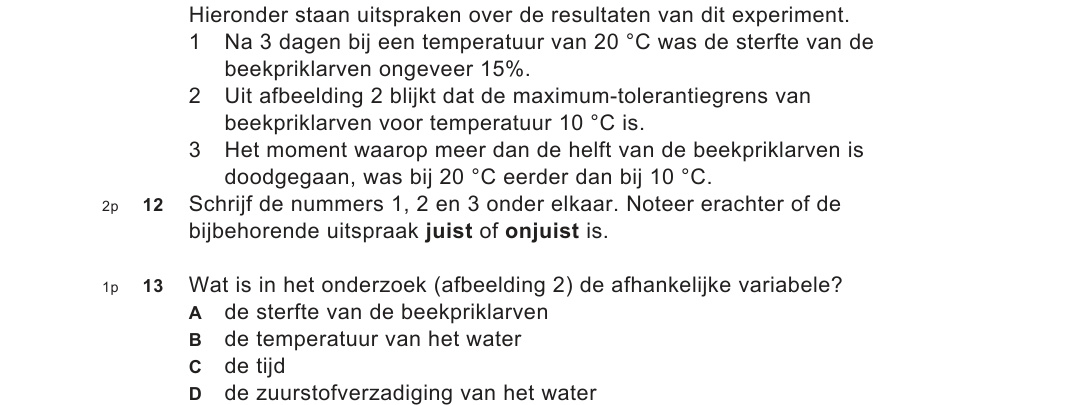 Hieronder staan uitspraken over de resultaten van dit experiment.
1 Na 3 dagen bij een temperatuur van 20 °C was de sterfte van de
beekpriklarven ongeveer 15%.
2 Uit afbeelding 2 blijkt dat de maximum-tolerantiegrens van
beekpriklarven voor temperatuur 10 °C is.
3 Het moment waarop meer dan de helft van de beekpriklarven is
doodgegaan, was bij 20 °C eerder dan bij 10 °C.
2p 12 Schrijf de nummers 1, 2 en 3 onder elkaar. Noteer erachter of de
bijbehorende uitspraak juist of onjuist is.
1p 13 Wat is in het onderzoek (afbeelding 2) de afhankelijke variabele?
A de sterfte van de beekpriklarven
B de temperatuur van het water
C de tijd
D de zuurstofverzadiging van het water